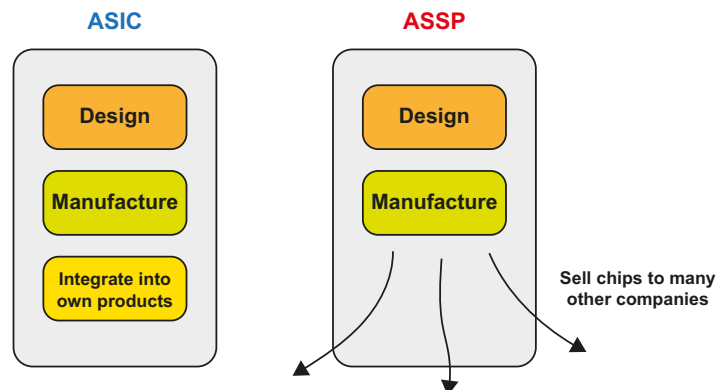 ASIC
Design
Manufacture
Integrate into
own products
ASSP
Design
Manufacture
Sell chips to many
other companies